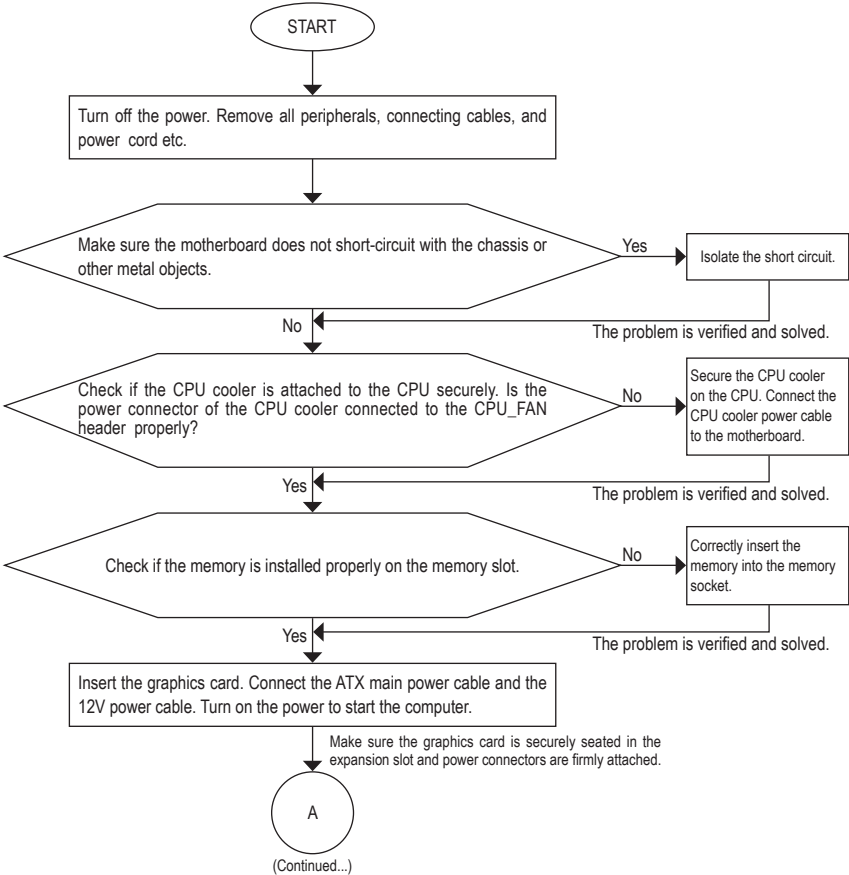 START
Turn off the power. Remove all peripherals, connecting cables, and
power cord etc.
Make sure the motherboard does not short-circuit with the chassis or
other metal objects.
Yes
Isolate the short circuit.
No
The problem is verified and solved.
Check if the CPU cooler is attached to the CPU securely. Is the
power connector of the CPU cooler connected to the CPU_FAN
header properly?
No
Secure the CPU cooler
on the CPU. Connect the
CPU cooler power cable
to the motherboard.
Yes
The problem is verified and solved.
Check if the memory is installed properly on the memory slot.
No
Correctly insert the
memory into the memory
socket.
Yes
The problem is verified and solved.
Insert the graphics card. Connect the ATX main power cable and the
12V power cable. Turn on the power to start the computer.
Make sure the graphics card is securely seated in the
expansion slot and power connectors are firmly attached.
A
(Continued...)